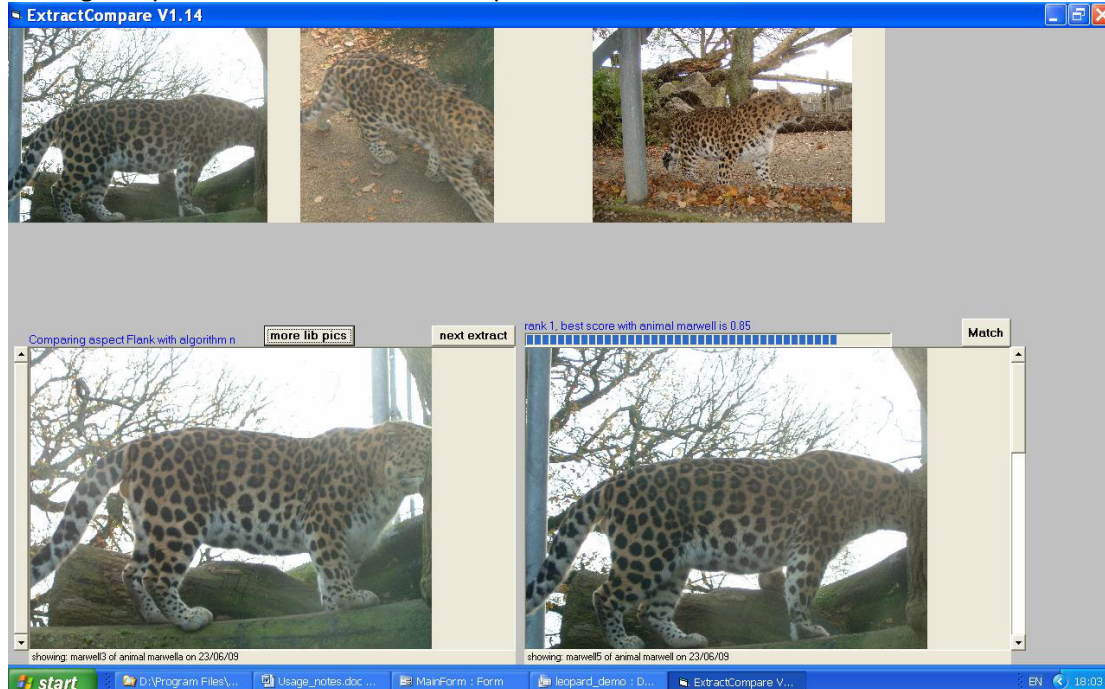 ExtractCompare V1.14
Comparing aspect Flank with algorithm n
more lib pics
next extract
rank 1, best score with animal marwell is 0.85
Match
showing: marwell3 of animal marwella on 23/06/09
showing: marwell5 of animal marwell on 23/06/09
start
D:\Program Files\...
Usage_notes.doc ...
MainForm : Form
leopard_demo : D...
ExtractCompare V...
EN
18:03